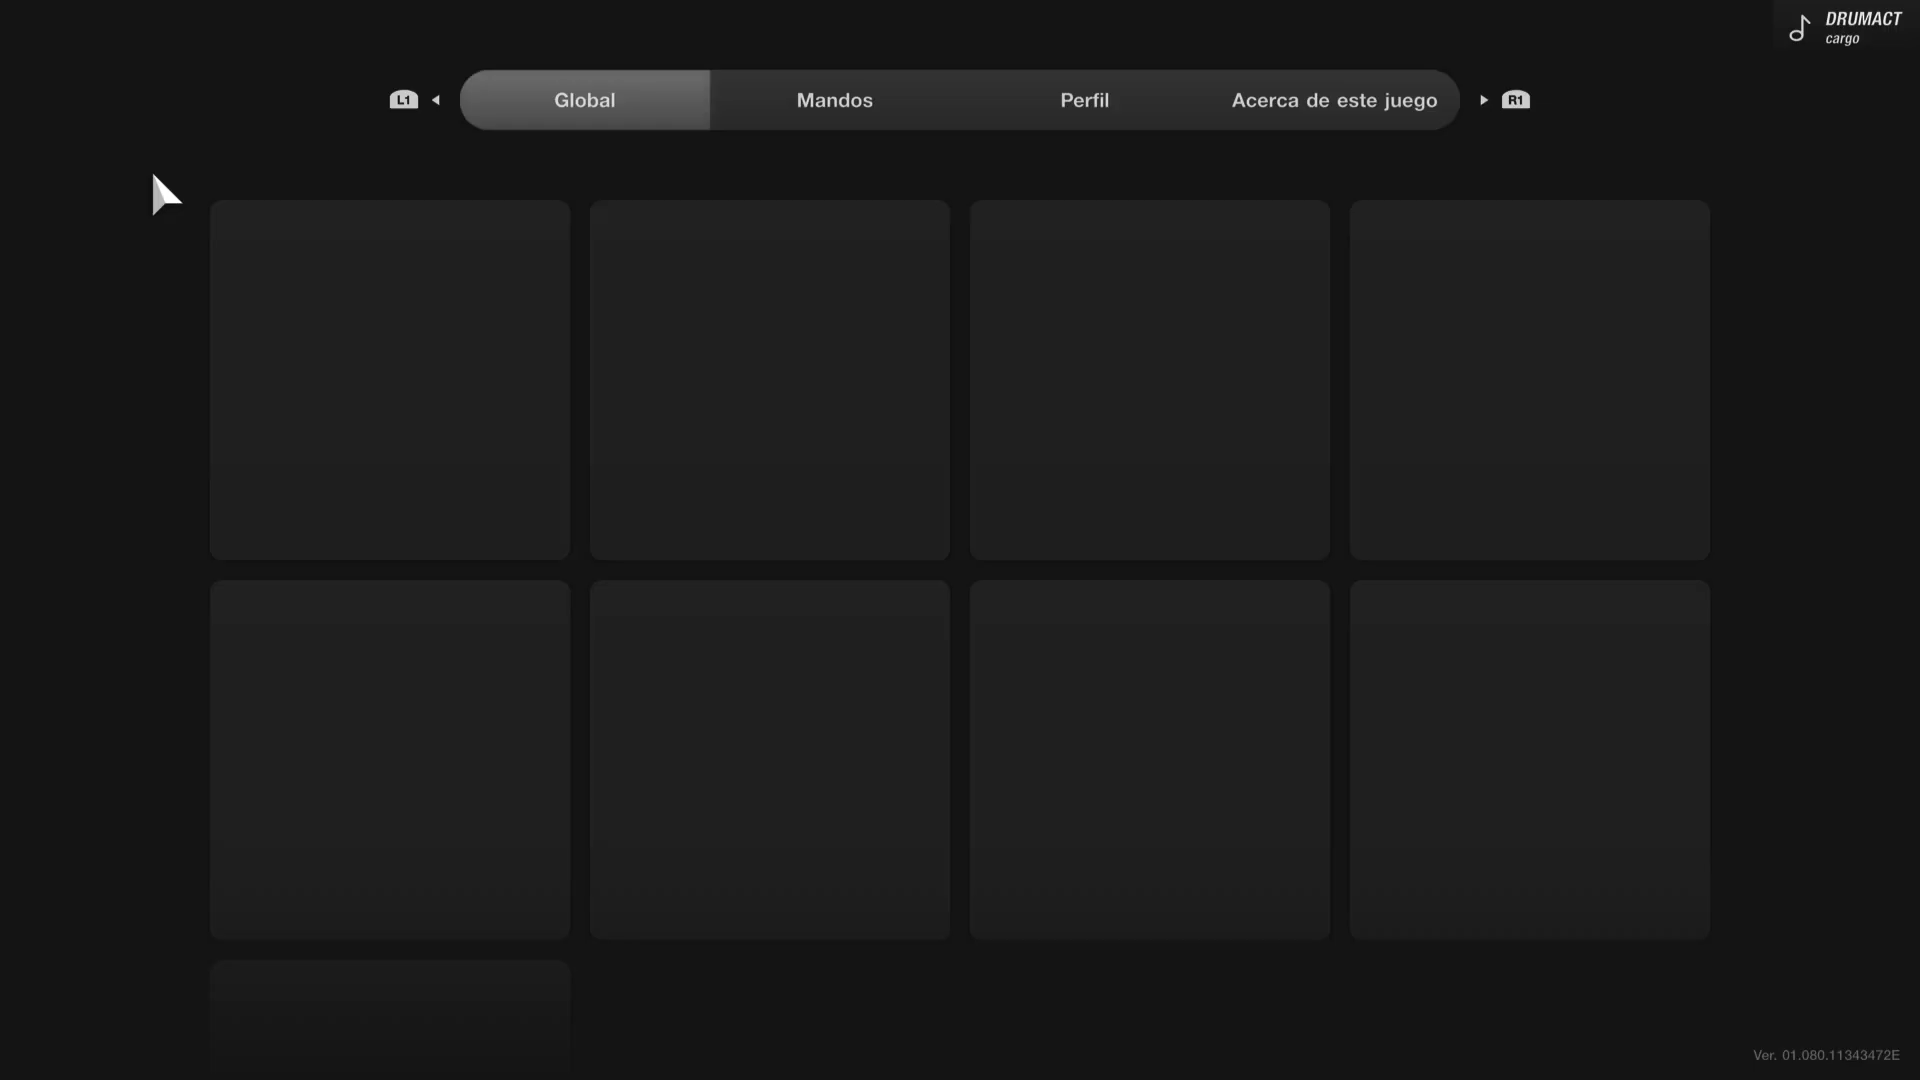 DRUMACT
cargo
L1 Global Mandos Perfil Acerca de este juego R1
Ver. 01.080.11343472E